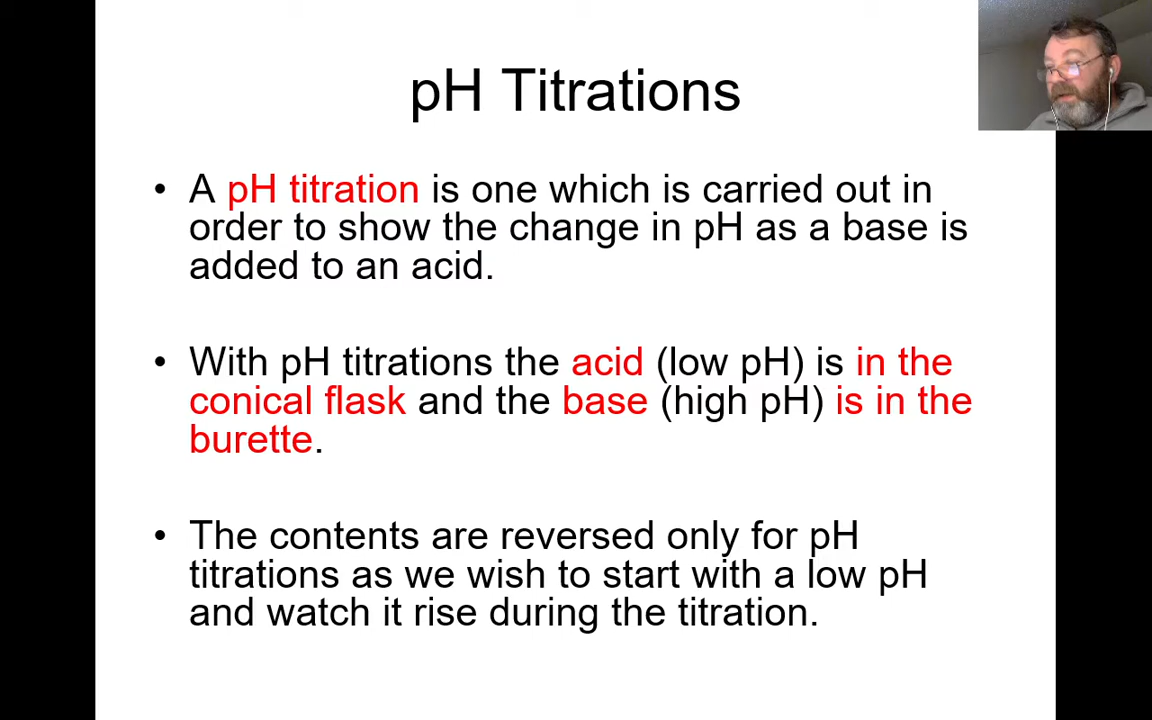 pH Titrations
• A pH titration is one which is carried out in
order to show the change in pH as a base is
added to an acid.
• With pH titrations the acid (low pH) is in the
conical flask and the base (high pH) is in the
burette.
• The contents are reversed only for pH
titrations as we wish to start with a low pH
and watch it rise during the titration.